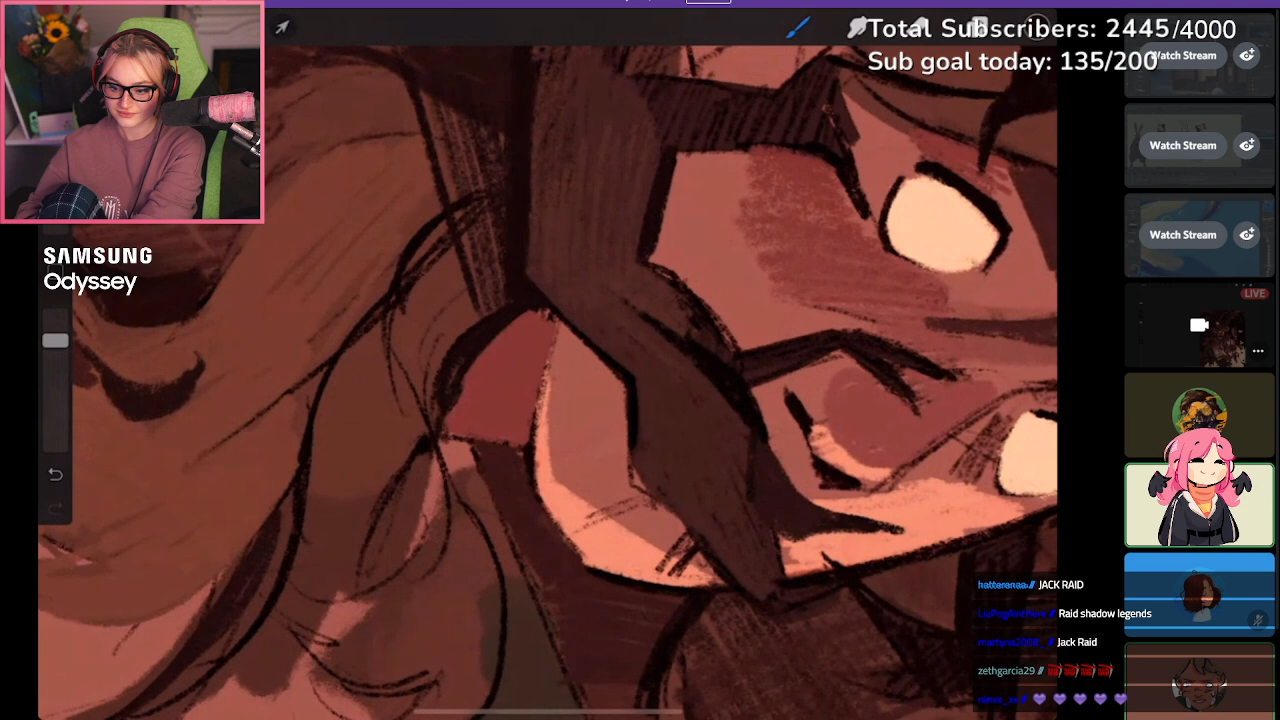 Total Subscribers: 2445/4000
Sub goal today: 135/200
Watch Stream
Watch Stream
Watch Stream
SAMSUNG
Odyssey
LIVE
hattaranaa // JACK RAID
// Raid shadow legends
// Jack Raid
zethgarcia29 //